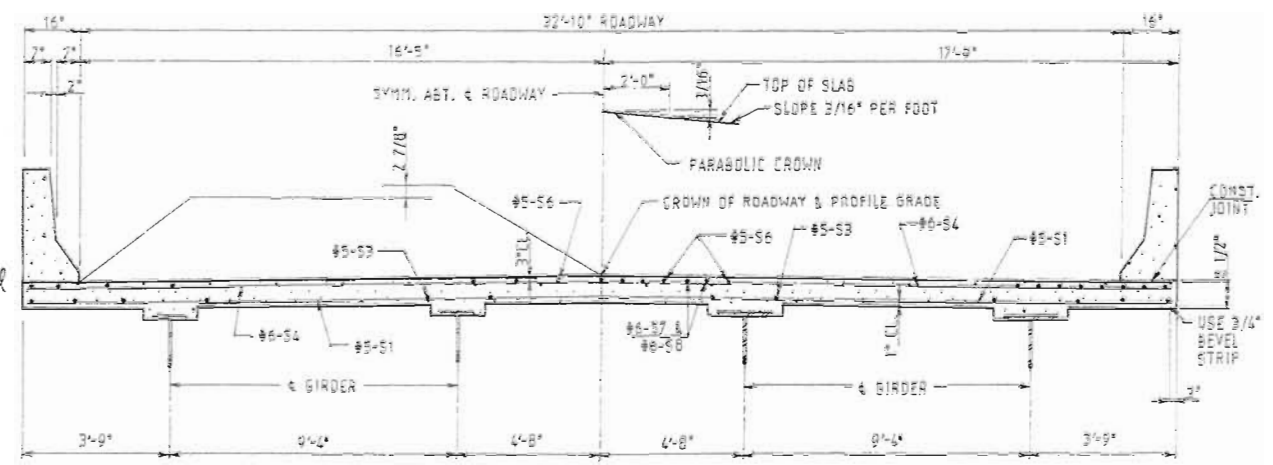 16" 32'-10" ROADWAY 16"
7" 7" 16'-5" 17'-9"
2"
SYMM. ABT. ℄ ROADWAY
2'-0" 3/16"
TOP OF SLAB
SLOPE 3/16" PER FOOT
2 7/8"
PARABOLIC CROWN
#5-S6
CROWN OF ROADWAY & PROFILE GRADE
CONST.
JOINT
#5-S3 3"CL #5-S6 #5-S3 #6-S4 #5-S1
8 1/2"
#6-S4 #5-S1
#6-S7 &
#6-S8
1" CL
USE 3/4"
BEVEL
STRIP
℄ GIRDER ℄ GIRDER
3"
3'-9" 9'-4" 4'-8" 4'-8" 9'-4" 3'-9"